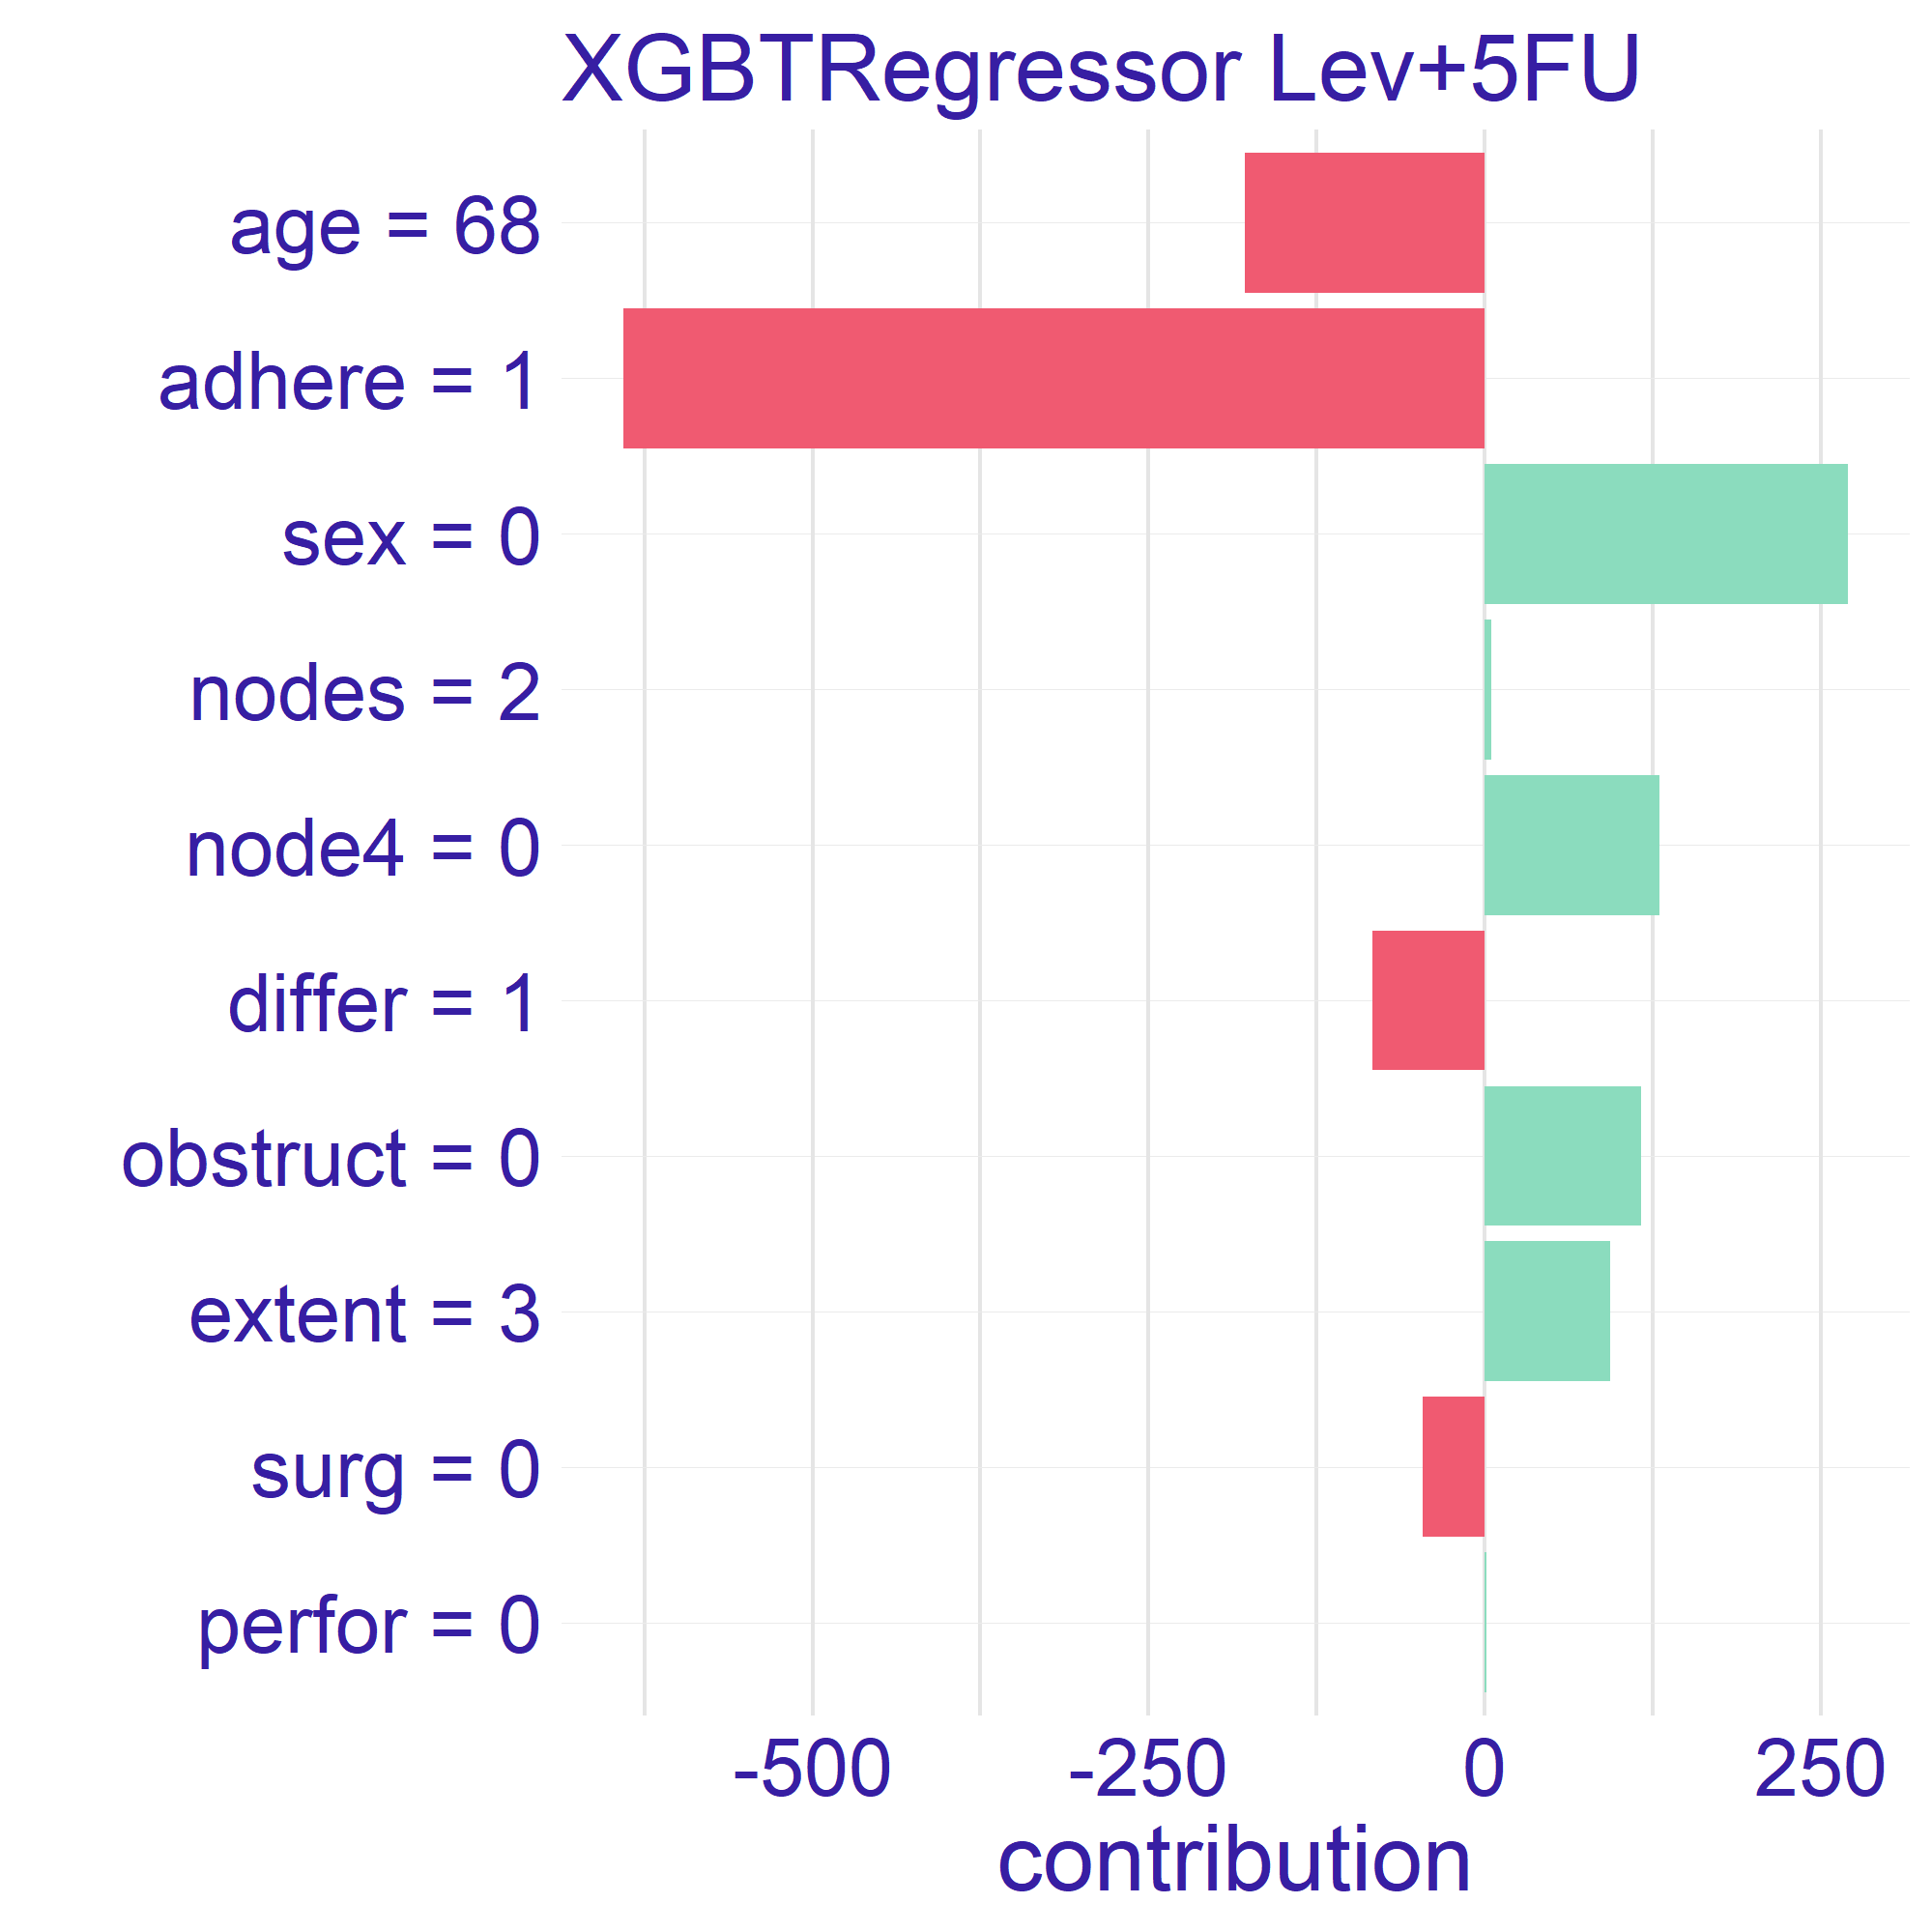 XGBTRegressor Lev+5FU
age = 68
adhere = 1
sex = 0
nodes = 2
node4 = 0
differ = 1
obstruct = 0
extent = 3
surg = 0
perfor = 0
-500 -250 0 250
contribution